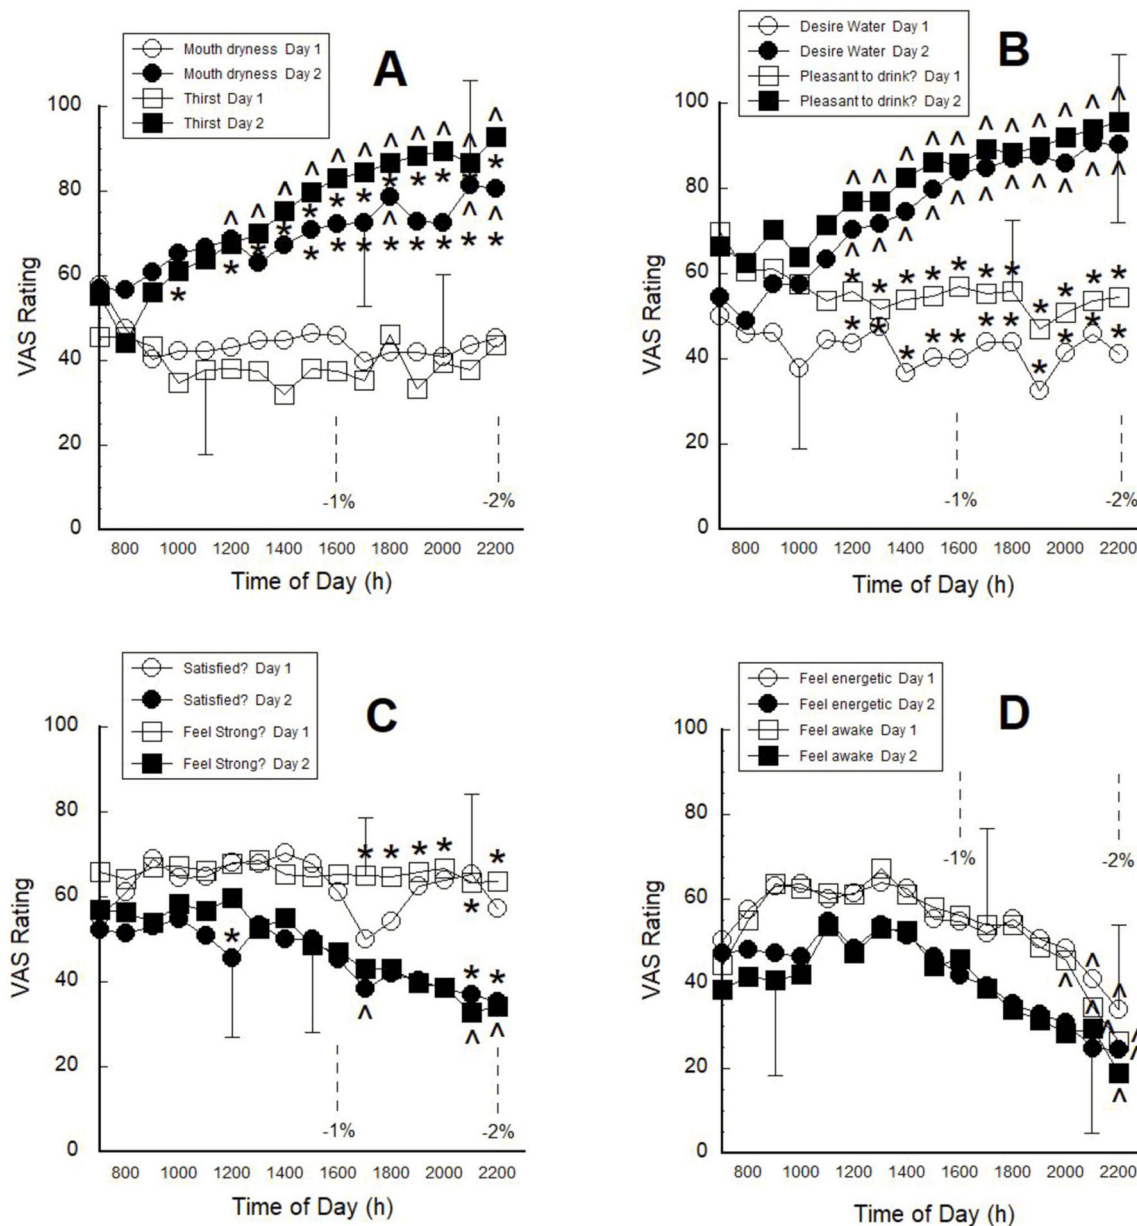 Mouth dryness Day 1
Mouth dryness Day 2
Thirst Day 1
Thirst Day 2
A
100
80
60
40
20
0
VAS Rating
-1%
-2%
800 1000 1200 1400 1600 1800 2000 2200
Time of Day (h)
Desire Water Day 1
Desire Water Day 2
Pleasant to drink? Day 1
Pleasant to drink? Day 2
B
100
80
60
40
20
0
VAS Rating
-1%
-2%
800 1000 1200 1400 1600 1800 2000 2200
Time of Day (h)
Satisfied? Day 1
Satisfied? Day 2
Feel Strong? Day 1
Feel Strong? Day 2
C
100
80
60
40
20
0
VAS Rating
-1%
-2%
800 1000 1200 1400 1600 1800 2000 2200
Time of Day (h)
Feel energetic Day 1
Feel energetic Day 2
Feel awake Day 1
Feel awake Day 2
D
100
80
60
40
20
0
VAS Rating
-1%
-2%
800 1000 1200 1400 1600 1800 2000 2200
Time of Day (h)